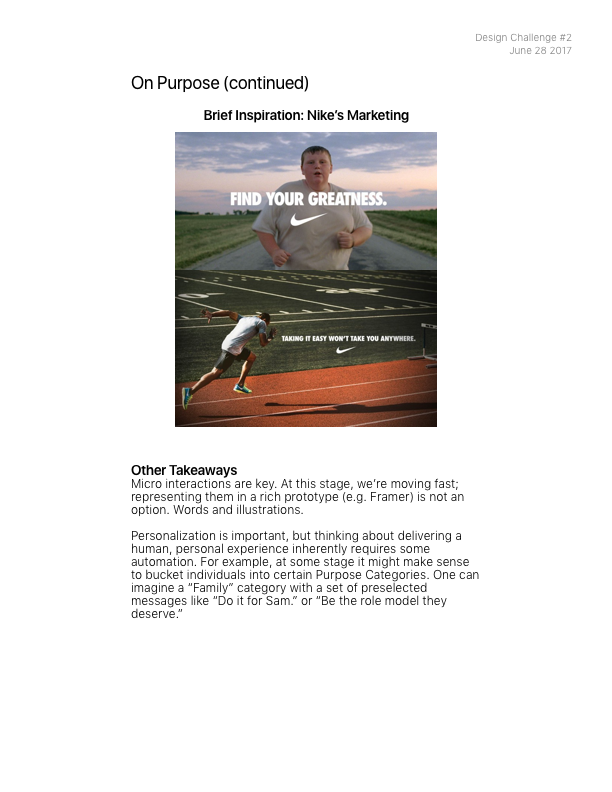 Design Challenge #2
June 28 2017
On Purpose (continued)
Brief Inspiration: Nike’s Marketing
FIND YOUR GREATNESS.
TAKING IT EASY WON'T TAKE YOU ANYWHERE.
Other Takeaways
Micro interactions are key. At this stage, we’re moving fast;
representing them in a rich prototype (e.g. Framer) is not an
option. Words and illustrations.
Personalization is important, but thinking about delivering a
human, personal experience inherently requires some
automation. For example, at some stage it might make sense
to bucket individuals into certain Purpose Categories. One can
imagine a “Family” category with a set of preselected
messages like “Do it for Sam.” or “Be the role model they
deserve.”